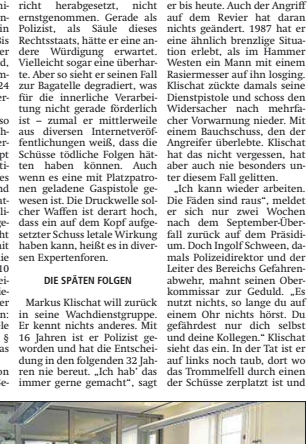 richt herabgesetzt, nicht
ernstgenommen. Gerade als
Polizist, als Säule dieses
Rechtsstaats, hätte er eine an-
dere Würdigung erwartet.
Vielleicht sogar eine überhar-
te. Aber so sieht er seinen Fall
zur Bagatelle degradiert, was
für die innerliche Verarbei-
tung nicht gerade förderlich
ist – zumal er mittlerweile
aus diversen Internetveröf-
fentlichungen weiß, dass die
Schüsse tödliche Folgen hät-
ten haben können. Auch
wenn es eine mit Platzpatro-
nen geladene Gaspistole ge-
wesen ist. Die Druckwelle sol-
cher Waffen ist derart hoch,
dass ein auf dem Kopf aufge-
setzter Schuss letale Wirkung
haben kann, heißt es in diver-
sen Expertenforen.
DIE SPÄTEN FOLGEN
Markus Klischat will zurück
in seine Wachdienstgruppe.
Er kennt nichts anderes. Mit
16 Jahren ist er Polizist ge-
worden und hat die Entschei-
dung in den folgenden 32 Jah-
ren nie bereut. „Ich hab' das
immer gerne gemacht", sagt
er bis heute. Auch der Angriff
auf dem Revier hat daran
nichts geändert. 1987 hat er
eine ähnlich brenzlige Situa-
tion erlebt, als im Hammer
Westen ein Mann mit einem
Rasiermesser auf ihn losging.
Klischat zückte damals seine
Dienstpistole und schoss den
Widersacher nach mehrfa-
cher Vorwarnung nieder. Mit
einem Bauchschuss, den der
Angreifer überlebte. Klischat
hat das nicht vergessen, hat
aber auch nie besonders un-
ter diesem Fall gelitten.
„Ich kann wieder arbeiten.
Die Fäden sind raus", meldet
er sich nur zwei Wochen
nach dem September-Über-
fall zurück auf dem Präsidi-
um. Doch Ingolf Schween, da-
mals Polizeidirektor und der
Leiter des Bereichs Gefahren-
abwehr, mahnt seinen Ober-
kommissar zur Geduld. „Es
nutzt nichts, so lange du auf
einem Ohr nichts hörst. Du
gefährdest nur dich selbst
und deine Kollegen." Klischat
sieht das ein. In der Tat ist er
auf links noch taub, dort wo
das Trommelfell durch einen
der Schüsse zerplatzt ist und